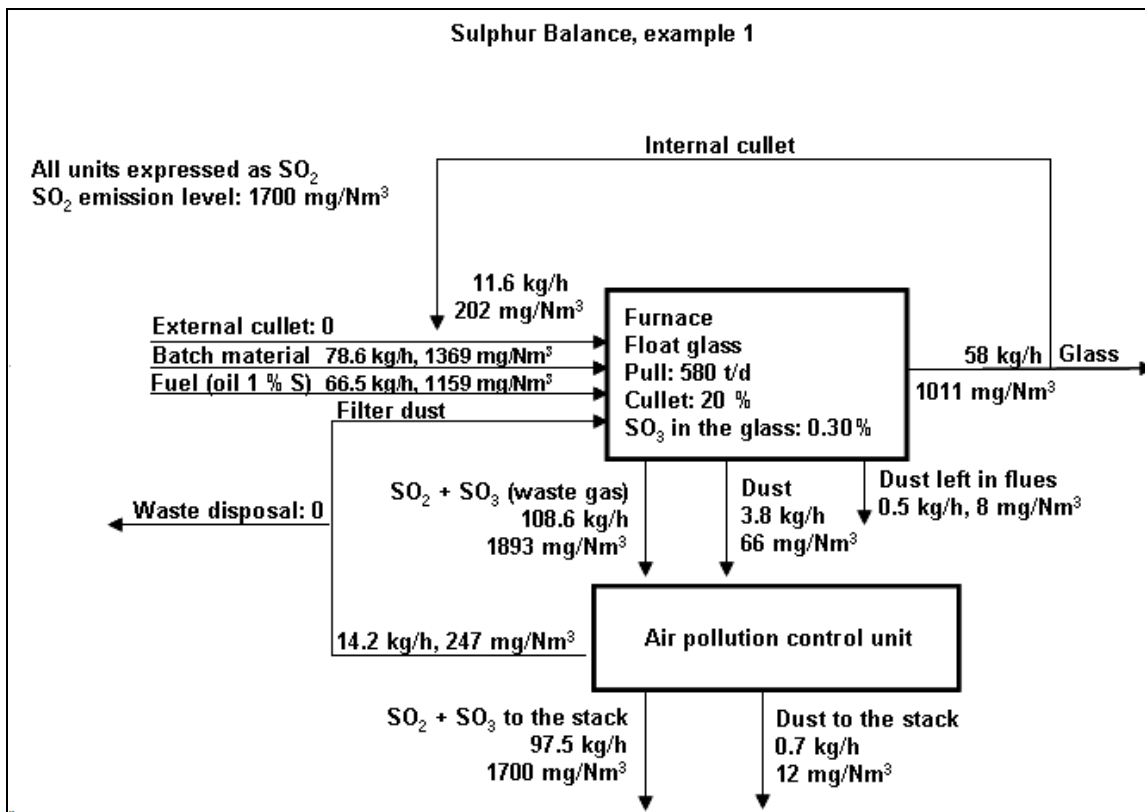 Sulphur Balance, example 1
Internal cullet
All units expressed as SO₂
SO₂ emission level: 1700 mg/Nm³
11.6 kg/h
202 mg/Nm³
External cullet: 0
Batch material 78.6 kg/h, 1369 mg/Nm³
Fuel (oil 1 % S) 66.5 kg/h, 1159 mg/Nm³
Filter dust
Furnace
Float glass
Pull: 580 t/d
Cullet: 20 %
SO₃ in the glass: 0.30%
58 kg/h Glass
1011 mg/Nm³
Waste disposal: 0
SO₂ + SO₃ (waste gas)
108.6 kg/h
1893 mg/Nm³
Dust
3.8 kg/h
66 mg/Nm³
Dust left in flues
0.5 kg/h, 8 mg/Nm³
14.2 kg/h, 247 mg/Nm³
Air pollution control unit
SO₂ + SO₃ to the stack
97.5 kg/h
1700 mg/Nm³
Dust to the stack
0.7 kg/h
12 mg/Nm³